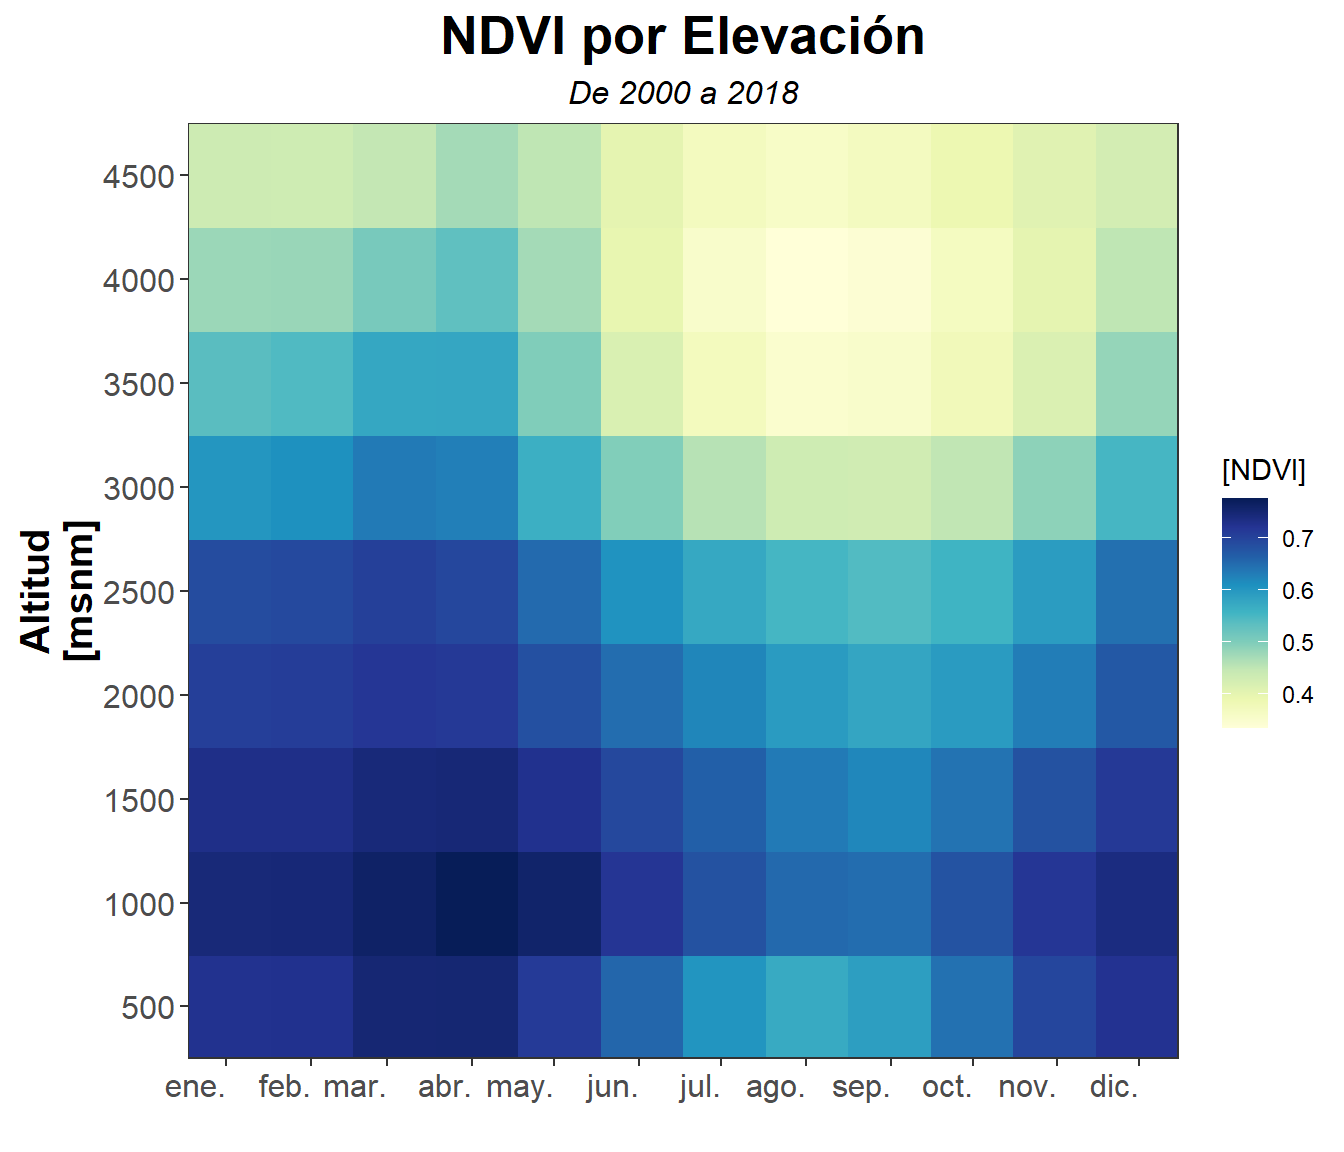 NDVI por Elevación
De 2000 a 2018
Altitud
[msnm]
4500
4000
3500
3000
2500
2000
1500
1000
500
ene. feb. mar. abr. may. jun. jul. ago. sep. oct. nov. dic.
[NDVI]
0.7
0.6
0.5
0.4